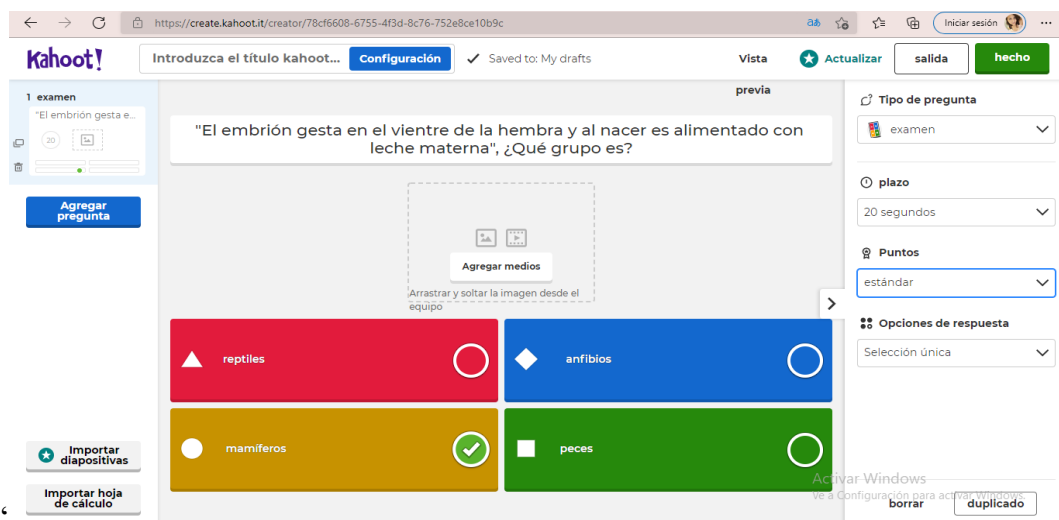 https://create.kahoot.it/creator/78cf6608-6755-4f3d-8c76-752e8ce10b9c
aあ
Iniciar sesión
Kahoot!
Introduzca el título kahoot...
Configuración
Saved to: My drafts
Vista previa
Actualizar
salida
hecho
1 examen
"El embrión gesta e...
20
Agregar
pregunta
Importar
diapositivas
Importar hoja
de cálculo
"El embrión gesta en el vientre de la hembra y al nacer es alimentado con
leche materna", ¿Qué grupo es?
Agregar medios
Arrastrar y soltar la imagen desde el
equipo
reptiles
anfibios
mamíferos
peces
Tipo de pregunta
examen
plazo
20 segundos
Puntos
estándar
Opciones de respuesta
Selección única
Activar Windows
Ve a Configuración para activar Windows.
borrar
duplicado